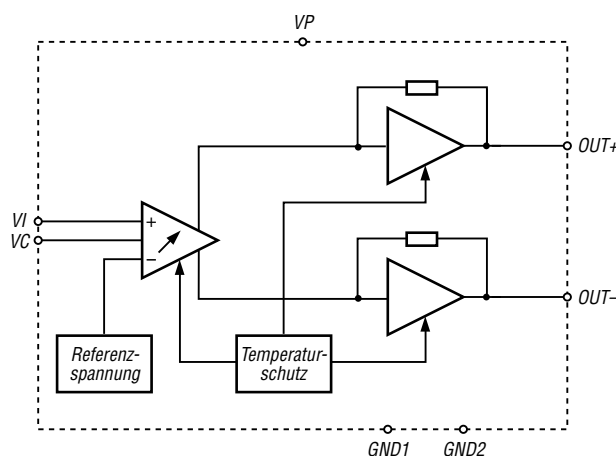 VP
OUT+
VI
+
VC
–
OUT–
Referenz-
spannung
Temperatur-
schutz
GND1
GND2